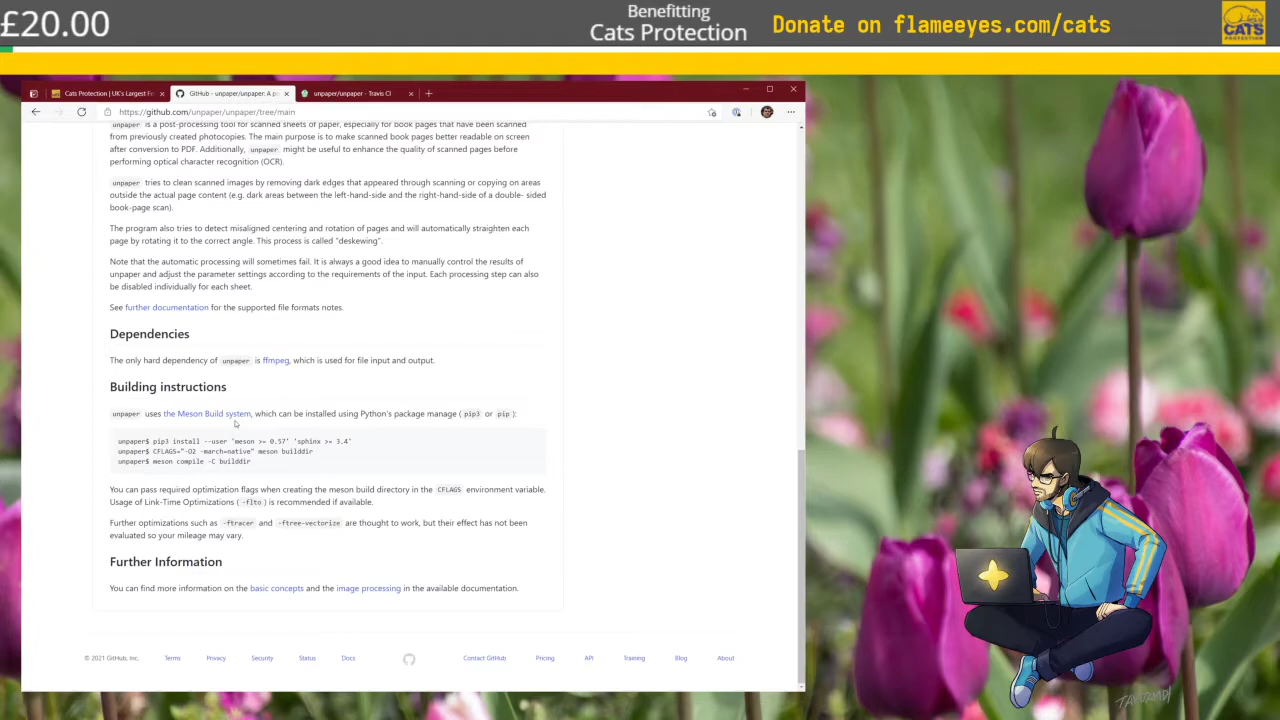 £20.00
Benefitting
Cats Protection
Donate on flameeyes.com/cats
CATS
PROTECTION
Cats Protection | UK's Largest Fe
GitHub - unpaper/unpaper: A po
unpaper/unpaper - Travis CI
https://github.com/unpaper/unpaper/tree/main
unpaper is a post-processing tool for scanned sheets of paper, especially for book pages that have been scanned
from previously created photocopies. The main purpose is to make scanned book pages better readable on screen
after conversion to PDF. Additionally, unpaper might be useful to enhance the quality of scanned pages before
performing optical character recognition (OCR).
unpaper tries to clean scanned images by removing dark edges that appeared through scanning or copying on areas
outside the actual page content (e.g. dark areas between the left-hand-side and the right-hand-side of a double- sided
book-page scan).
The program also tries to detect misaligned centering and rotation of pages and will automatically straighten each
page by rotating it to the correct angle. This process is called "deskewing".
Note that the automatic processing will sometimes fail. It is always a good idea to manually control the results of
unpaper and adjust the parameter settings according to the requirements of the input. Each processing step can also
be disabled individually for each sheet.
See further documentation for the supported file formats notes.
Dependencies
The only hard dependency of unpaper is ffmpeg, which is used for file input and output.
Building instructions
unpaper uses the Meson Build system, which can be installed using Python's package manage ( pip3 or pip ):
unpaper$ pip3 install --user 'meson >= 0.57' 'sphinx >= 3.4'
unpaper$ CFLAGS="-O2 -march=native" meson builddir
unpaper$ meson compile -C builddir
You can pass required optimization flags when creating the meson build directory in the CFLAGS environment variable.
Usage of Link-Time Optimizations ( -flto ) is recommended if available.
Further optimizations such as -ftracer and -ftree-vectorize are thought to work, but their effect has not been
evaluated so your mileage may vary.
Further Information
You can find more information on the basic concepts and the image processing in the available documentation.
© 2021 GitHub, Inc. Terms Privacy Security Status Docs Contact GitHub Pricing API Training Blog About